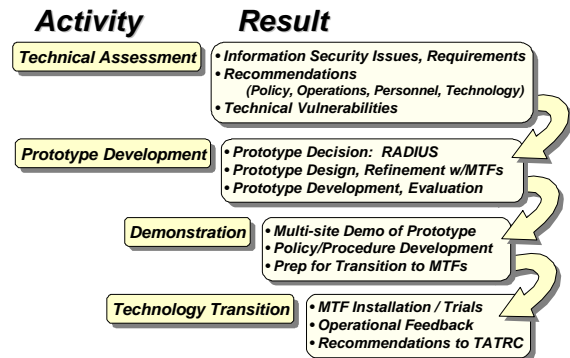 Activity Result
Technical Assessment
• Information Security Issues, Requirements
• Recommendations
(Policy, Operations, Personnel, Technology)
• Technical Vulnerabilities
Prototype Development
• Prototype Decision: RADIUS
• Prototype Design, Refinement w/MTFs
• Prototype Development, Evaluation
Demonstration
• Multi-site Demo of Prototype
• Policy/Procedure Development
• Prep for Transition to MTFs
Technology Transition
• MTF Installation / Trials
• Operational Feedback
• Recommendations to TATRC